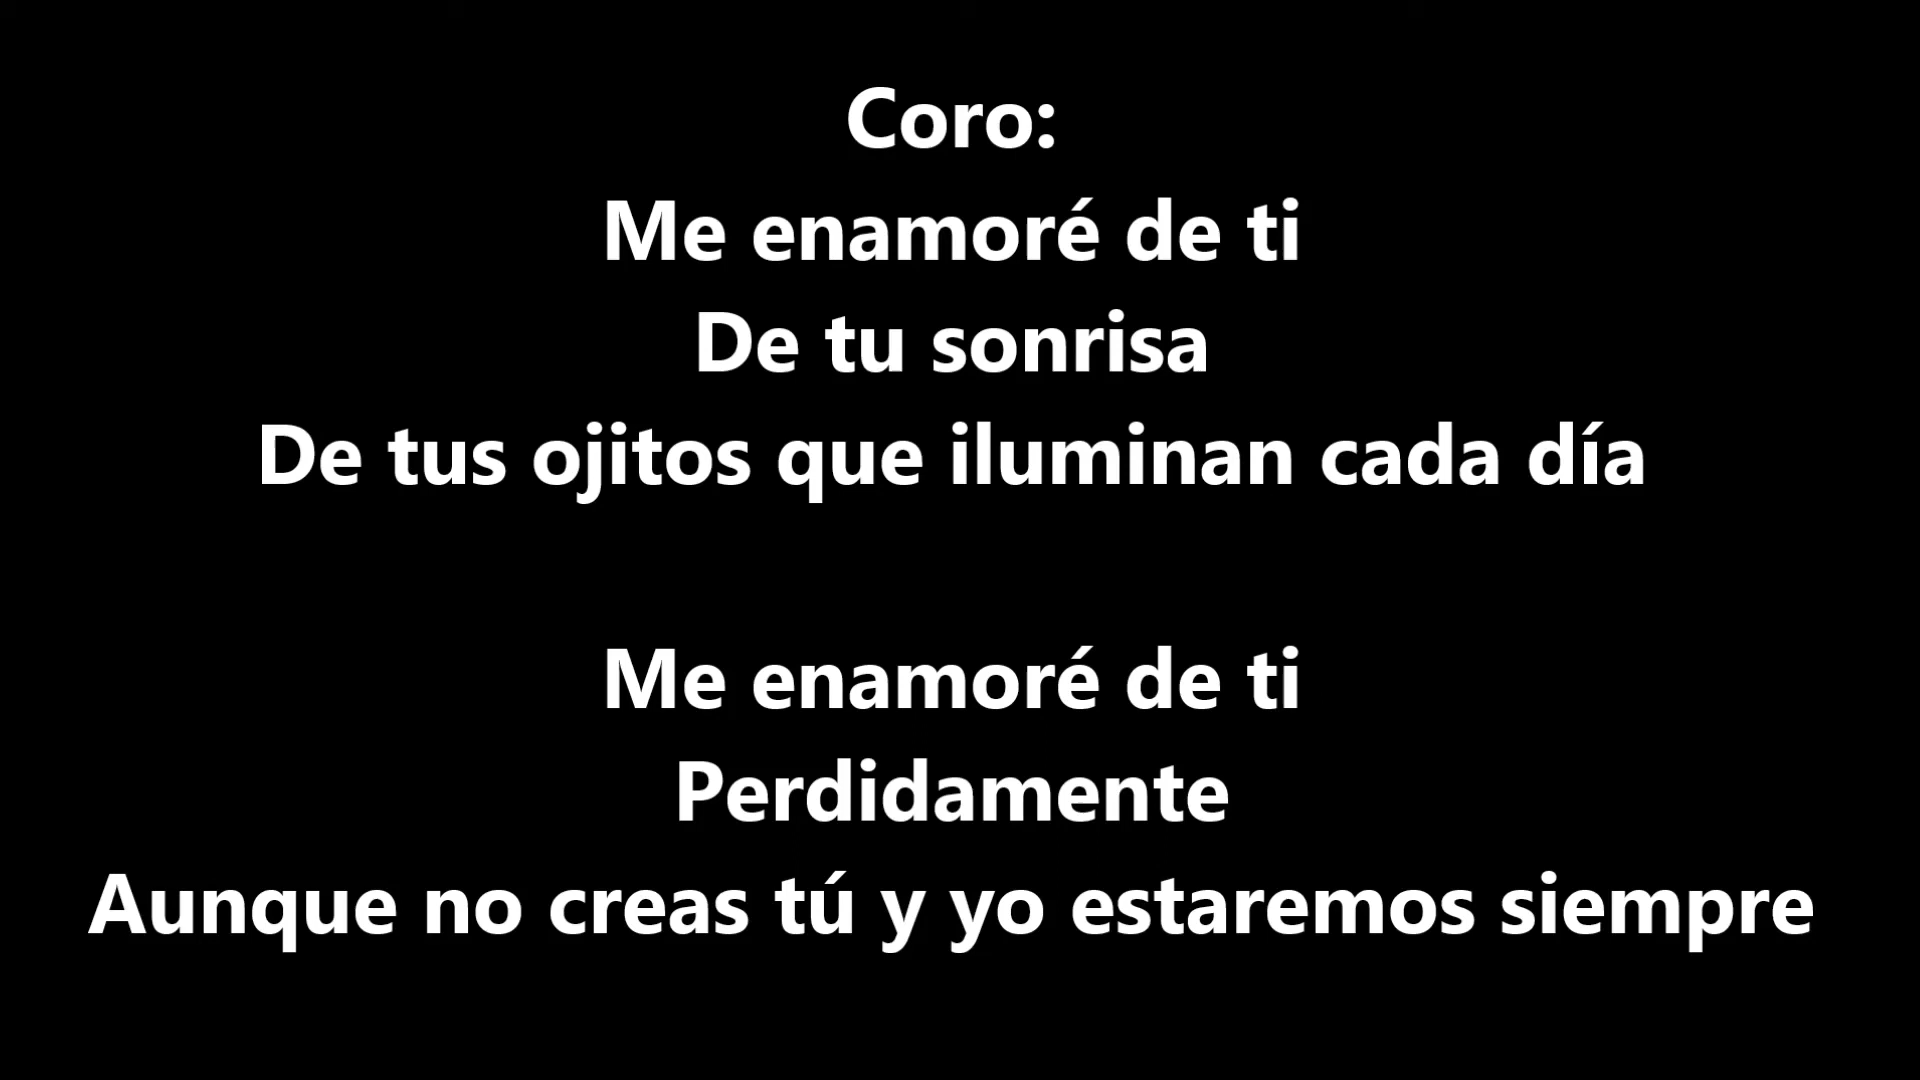 Coro:
Me enamoré de ti
De tu sonrisa
De tus ojitos que iluminan cada día
Me enamoré de ti
Perdidamente
Aunque no creas tú y yo estaremos siempre